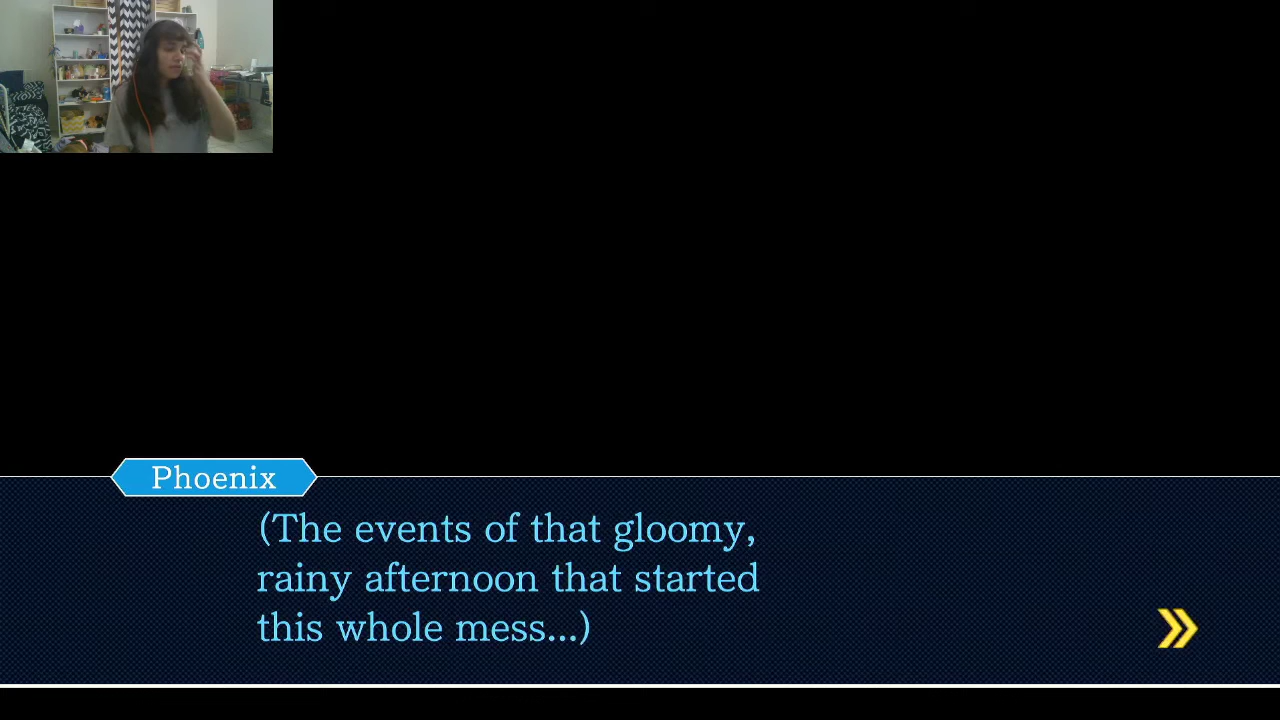 Phoenix
(The events of that gloomy,
rainy afternoon that started
this whole mess...)